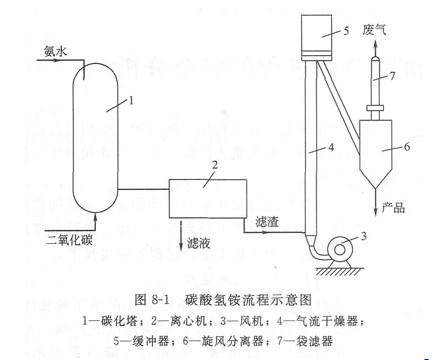 废气
5
氨水
7
1
2
4
6
二氧化碳
滤渣
产品
滤液
3
图 8-1 碳酸氢铵流程示意图
1—碳化塔；2—离心机；3—风机；4—气流干燥器；
5—缓冲器；6—旋风分离器；7—袋滤器